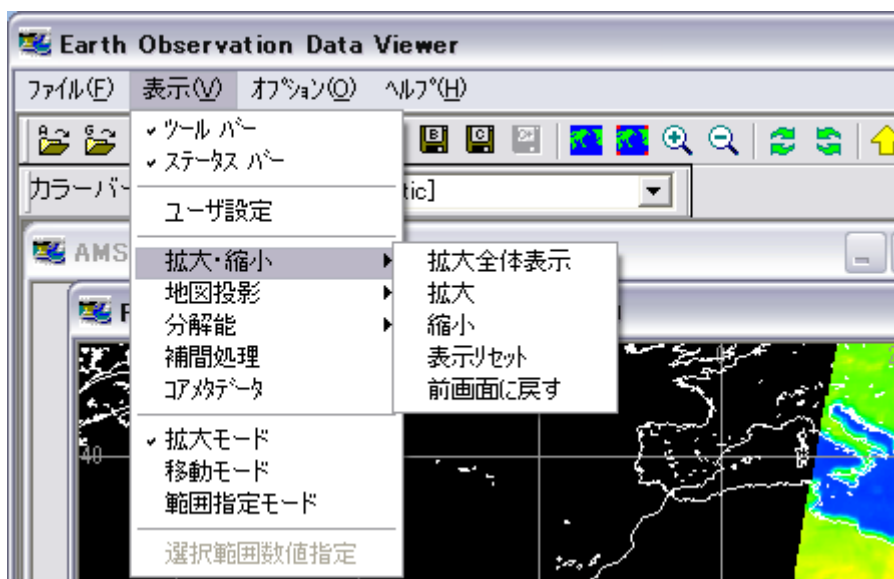 Earth Observation Data Viewer
ファイル(F) 表示(V) オプション(O) ヘルプ(H)
ツール バー
ステータス バー
カラーバー
tic]
ユーザ設定
AMS
拡大・縮小
地図投影
分解能
補間処理
コアメタデータ
拡大全体表示
拡大
縮小
表示リセット
前画面に戻す
40
拡大モード
移動モード
範囲指定モード
選択範囲数値指定